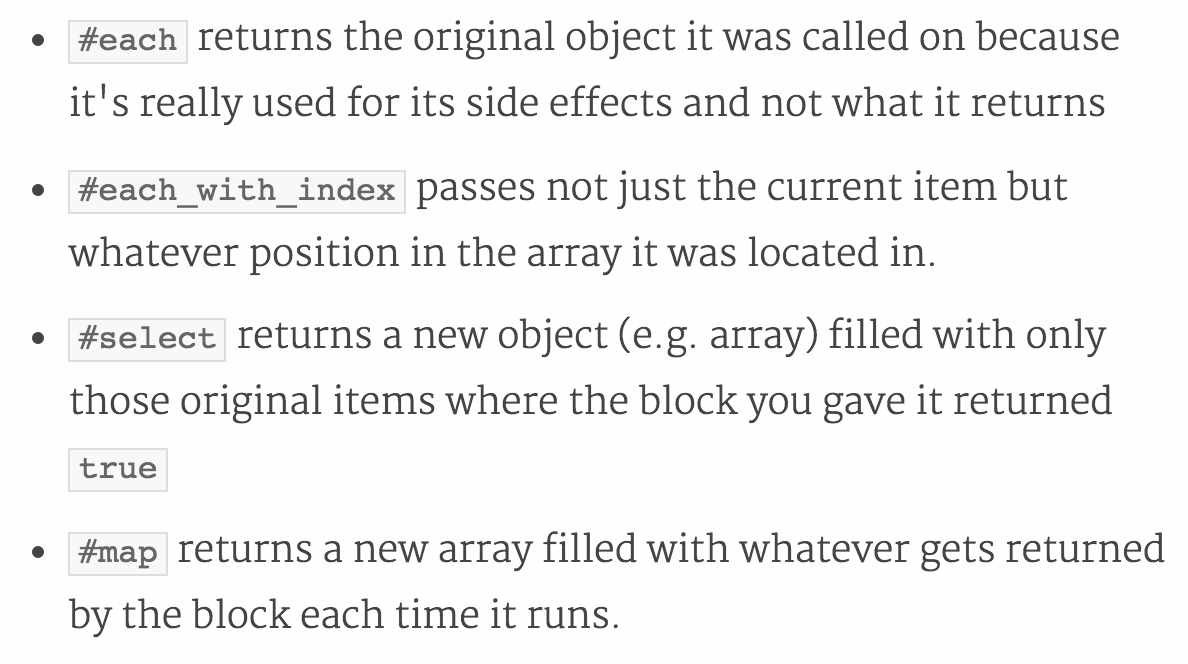 • #each returns the original object it was called on because
it's really used for its side effects and not what it returns
• #each_with_index passes not just the current item but
whatever position in the array it was located in.
• #select returns a new object (e.g. array) filled with only
those original items where the block you gave it returned
true
• #map returns a new array filled with whatever gets returned
by the block each time it runs.